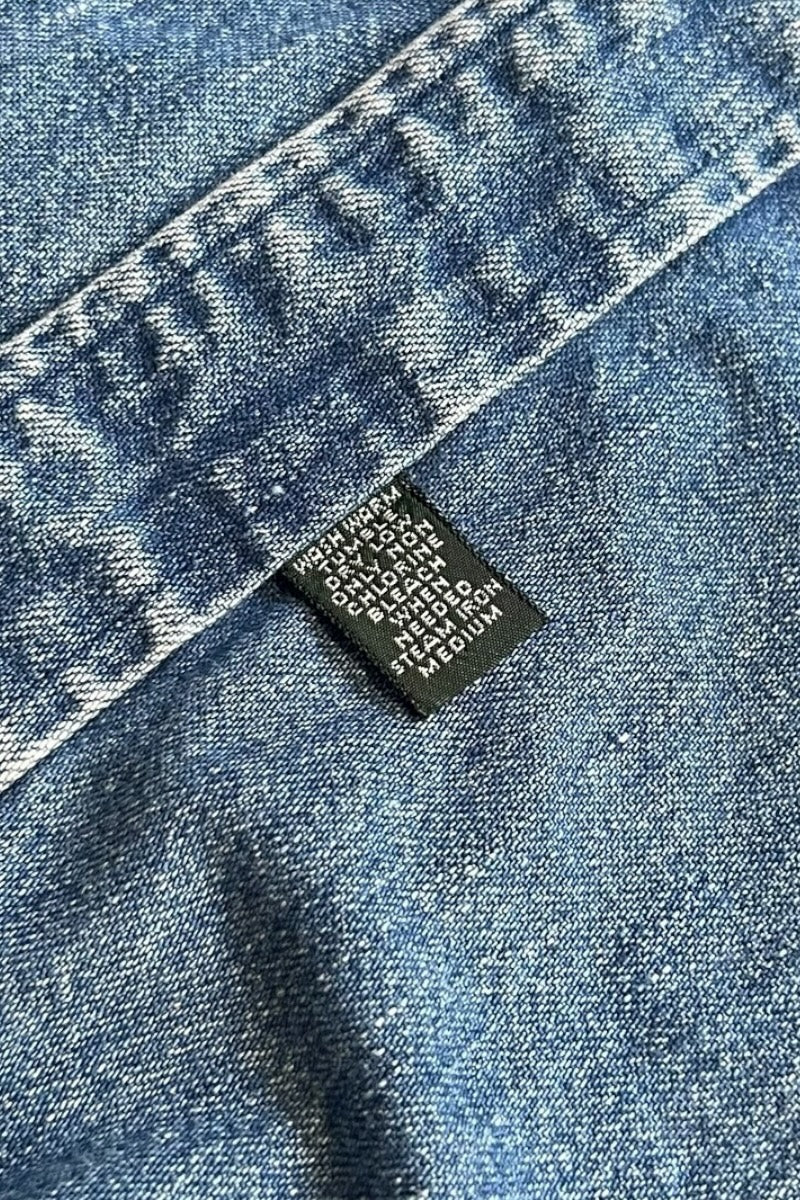 WASH WARM
TUMBLE
DRY LOW
ONLY NON
CHLORINE
BLEACH
WHEN
NEEDED
STEAM IRON
MEDIUM